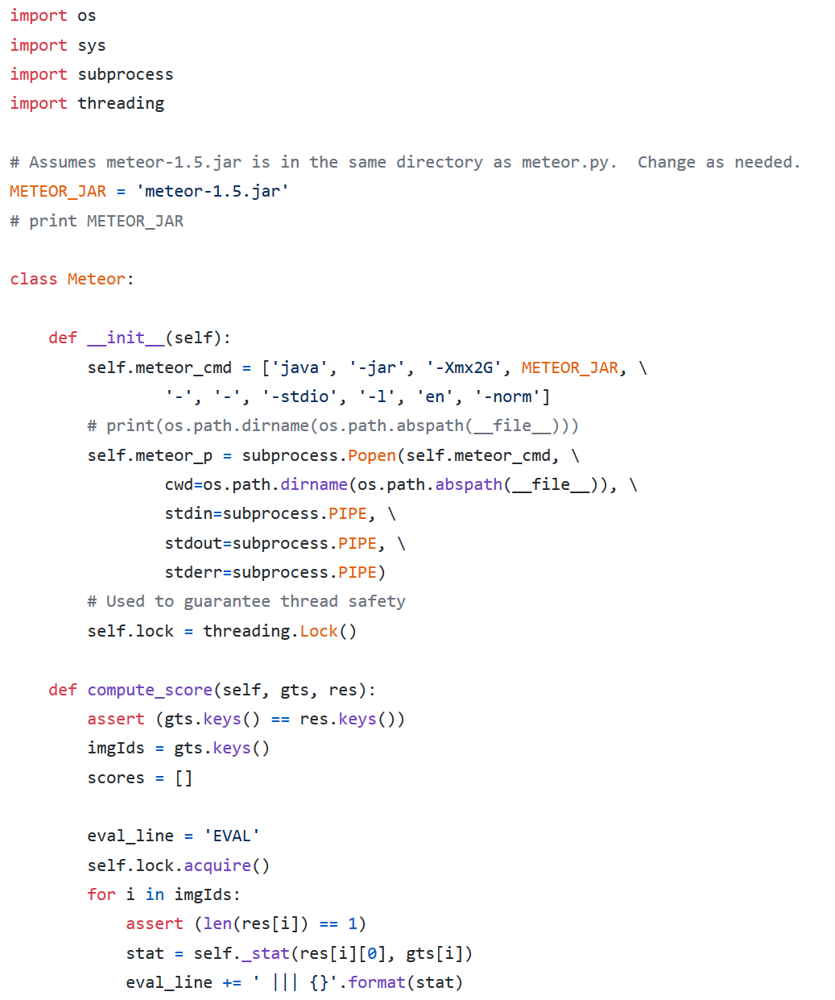 import os
import sys
import subprocess
import threading
# Assumes meteor-1.5.jar is in the same directory as meteor.py.  Change as needed.
METEOR_JAR = 'meteor-1.5.jar'
# print METEOR_JAR
class Meteor:
    def __init__(self):
        self.meteor_cmd = ['java', '-jar', '-Xmx2G', METEOR_JAR, \
                '-', '-', '-stdio', '-l', 'en', '-norm']
        # print(os.path.dirname(os.path.abspath(__file__)))
        self.meteor_p = subprocess.Popen(self.meteor_cmd, \
                cwd=os.path.dirname(os.path.abspath(__file__)), \
                stdin=subprocess.PIPE, \
                stdout=subprocess.PIPE, \
                stderr=subprocess.PIPE)
        # Used to guarantee thread safety
        self.lock = threading.Lock()
    def compute_score(self, gts, res):
        assert (gts.keys() == res.keys())
        imgIds = gts.keys()
        scores = []
        eval_line = 'EVAL'
        self.lock.acquire()
        for i in imgIds:
            assert (len(res[i]) == 1)
            stat = self._stat(res[i][0], gts[i])
            eval_line += ' ||| {}'.format(stat)